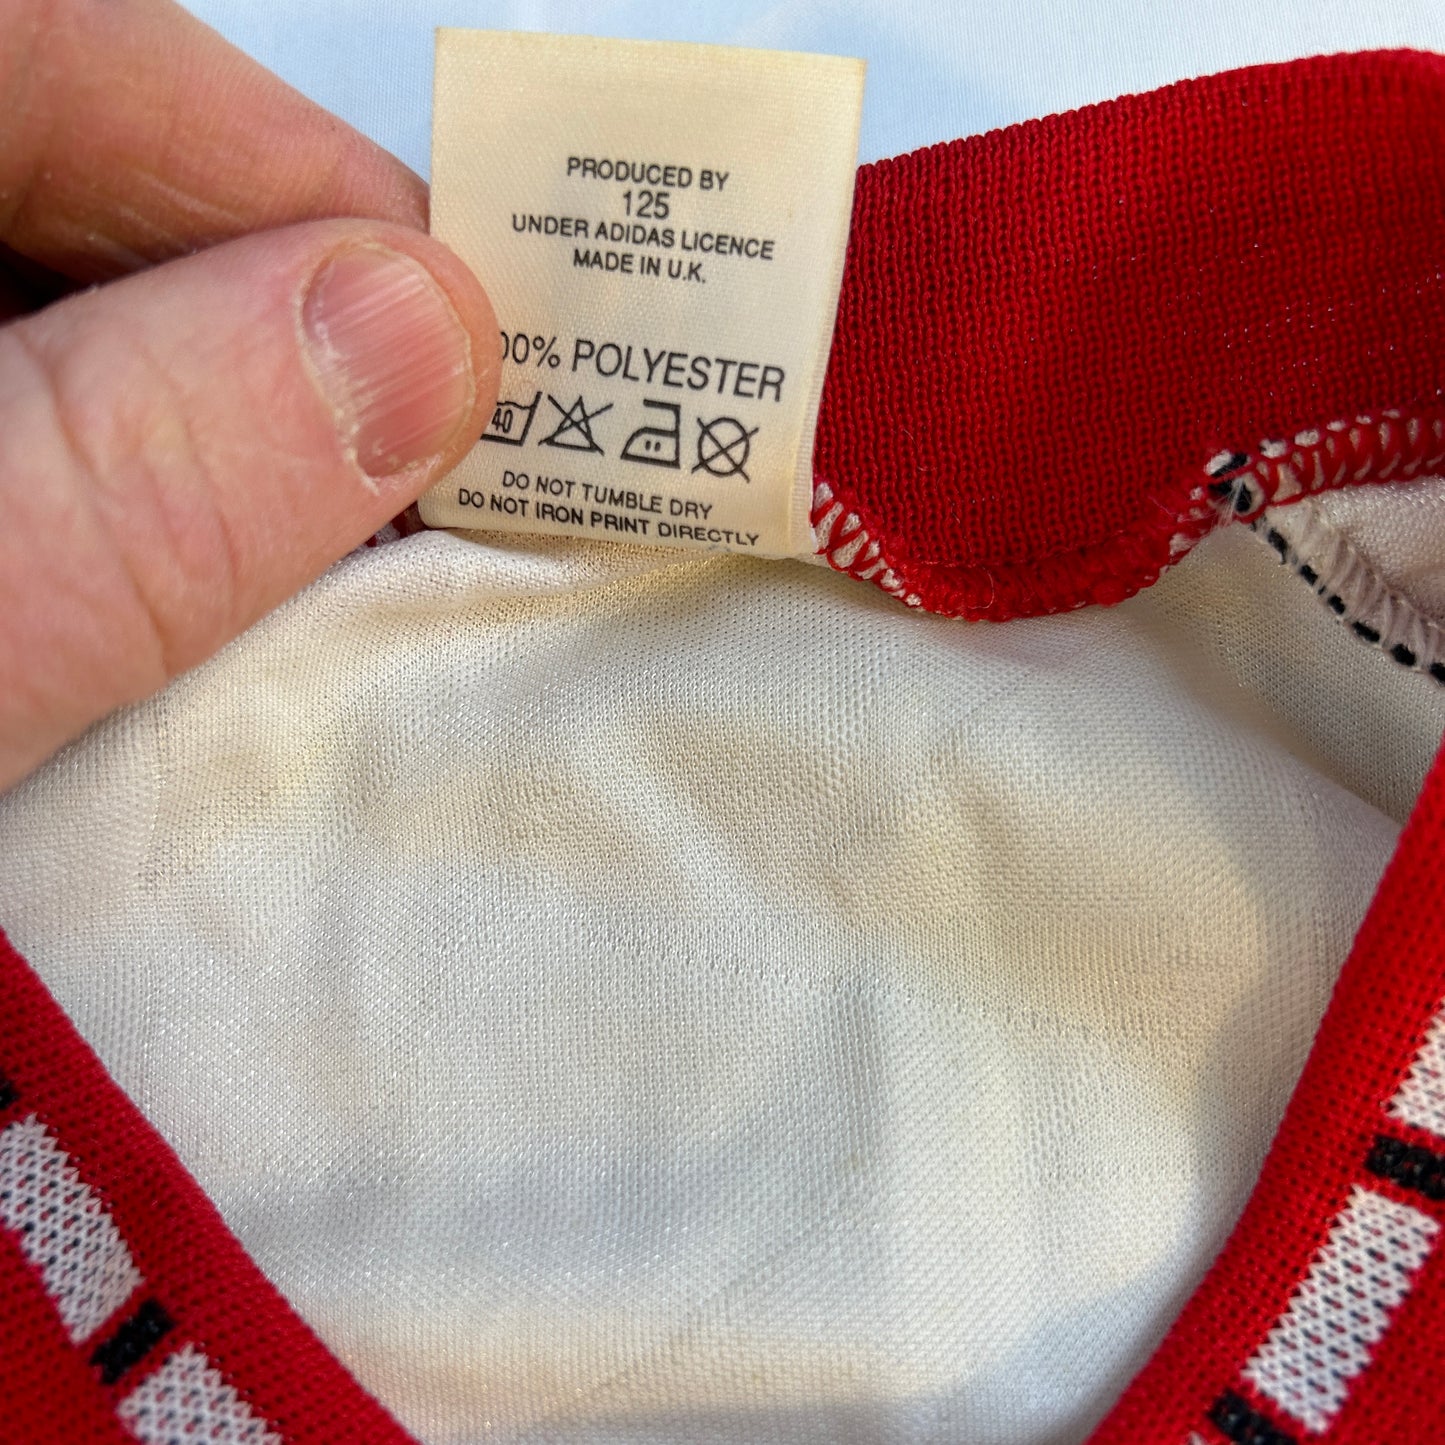 PRODUCED BY
125
UNDER ADIDAS LICENCE
MADE IN U.K.
00% POLYESTER
40
DO NOT TUMBLE DRY
DO NOT IRON PRINT DIRECTLY